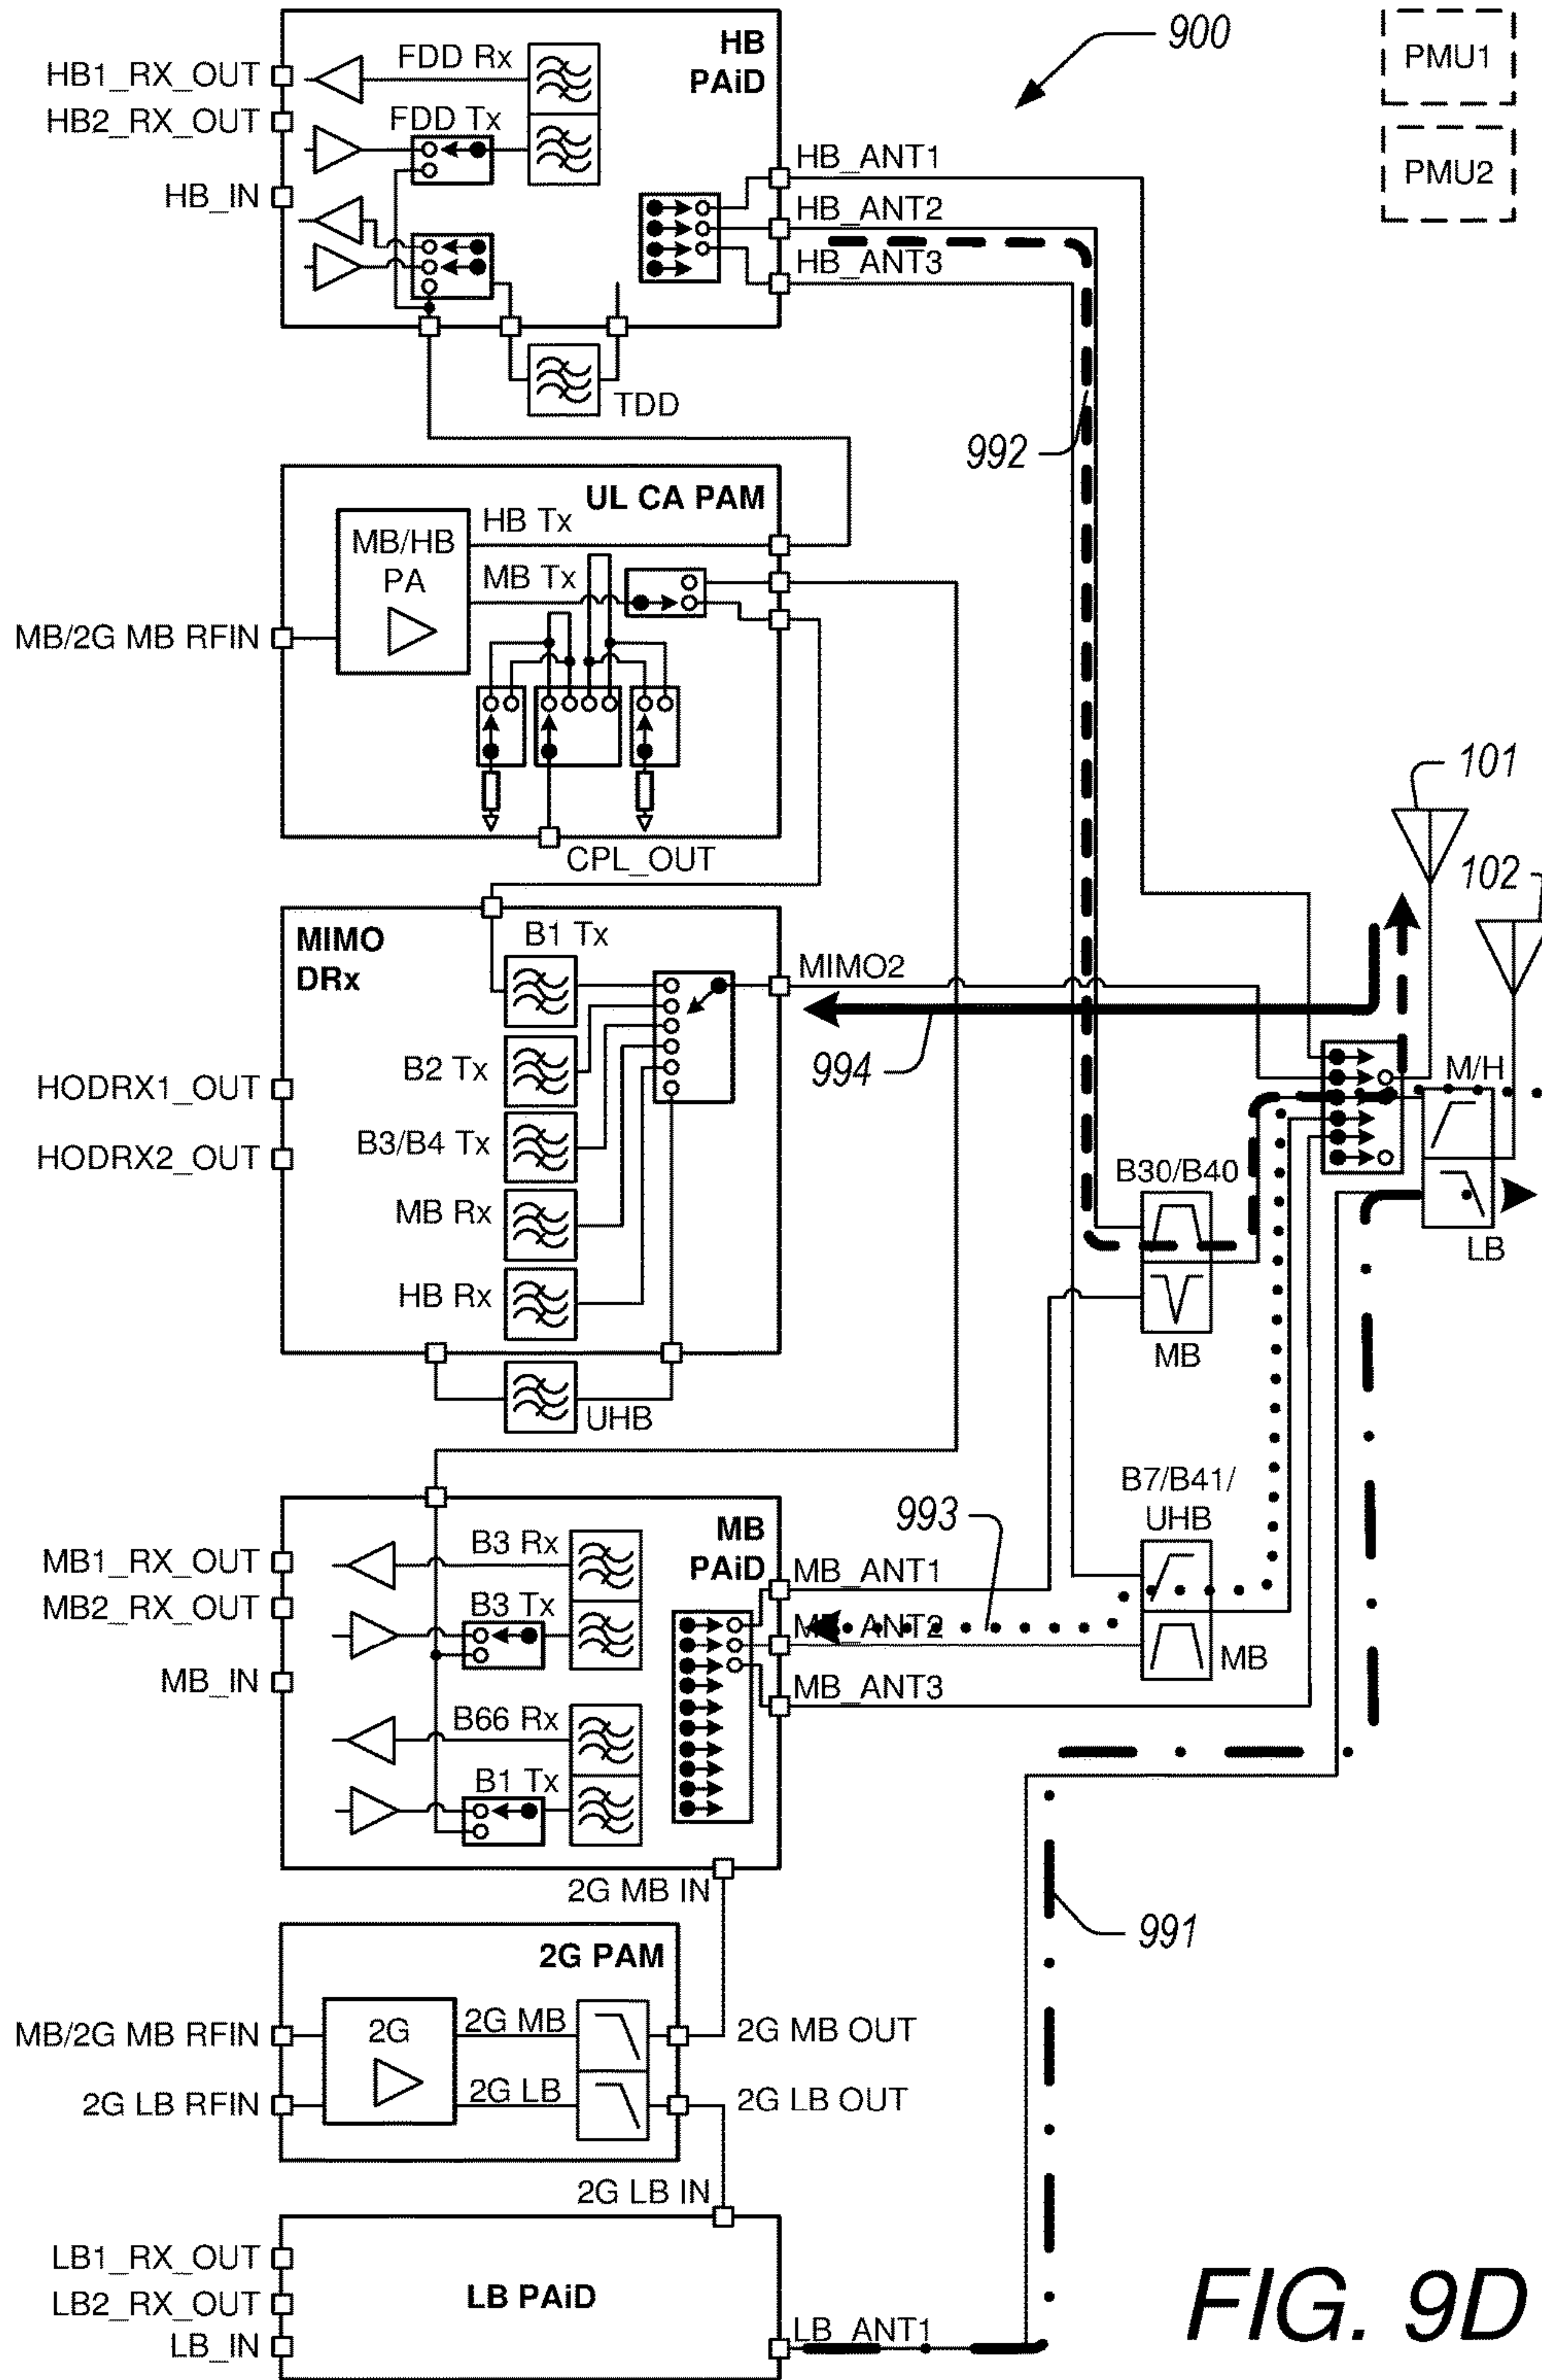 900
PMU1
PMU2
HB
PAiD
HB1_RX_OUT
FDD Rx
HB2_RX_OUT
FDD Tx
HB_IN
HB_ANT1
HB_ANT2
HB_ANT3
TDD
992
UL CA PAM
HB Tx
MB/HB
PA
MB Tx
MB/2G MB RFIN
CPL_OUT
101
102
MIMO
DRx
B1 Tx
MIMO2
B2 Tx
994
M/H
HODRX1_OUT
B3/B4 Tx
HODRX2_OUT
B30/B40
MB Rx
LB
HB Rx
MB
UHB
B7/B41/
UHB
993
MB
PAiD
MB1_RX_OUT
B3 Rx
MB_ANT1
MB2_RX_OUT
B3 Tx
MB_ANT2
MB
MB_IN
MB_ANT3
B66 Rx
B1 Tx
2G MB IN
991
2G PAM
MB/2G MB RFIN
2G
2G MB
2G MB OUT
2G LB RFIN
2G LB
2G LB OUT
2G LB IN
LB1_RX_OUT
LB2_RX_OUT
LB PAiD
LB_IN
LB_ANT1
FIG. 9D